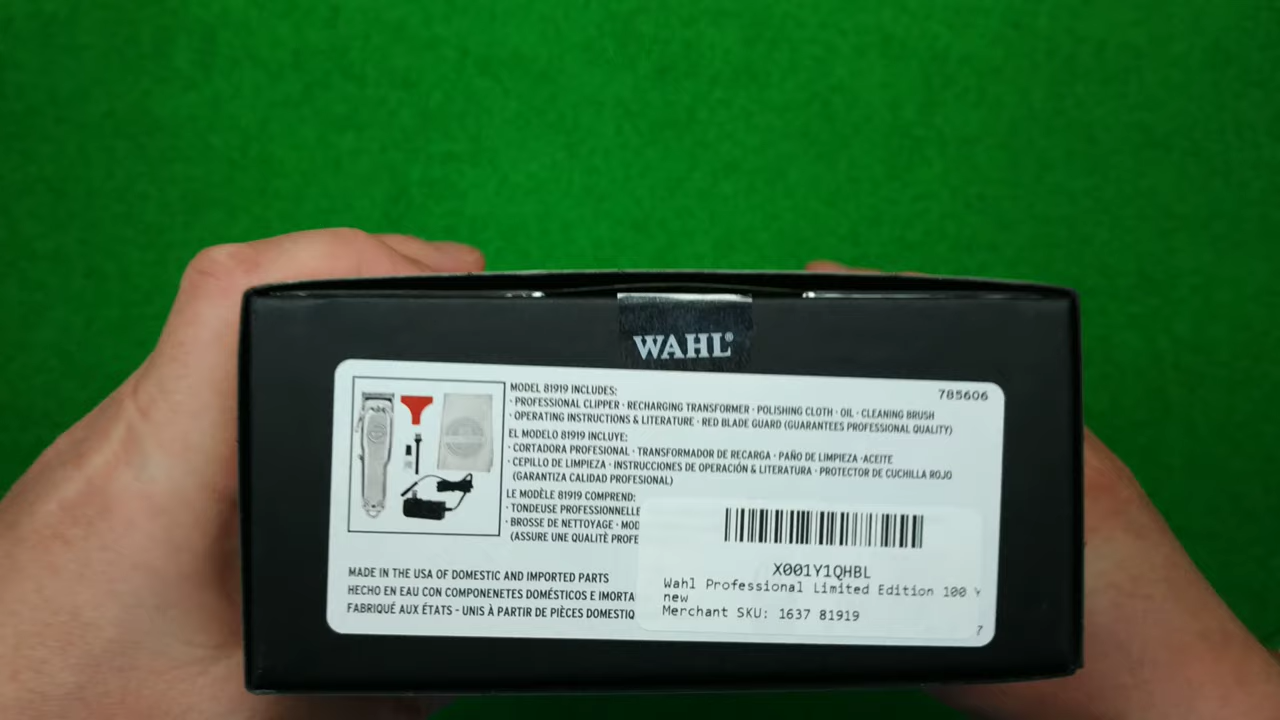 WAHL®
785606
MODEL 81919 INCLUDES:
· PROFESSIONAL CLIPPER · RECHARGING TRANSFORMER · POLISHING CLOTH · OIL · CLEANING BRUSH
· OPERATING INSTRUCTIONS & LITERATURE · RED BLADE GUARD (GUARANTEES PROFESSIONAL QUALITY)
EL MODELO 81919 INCLUYE:
· CORTADORA PROFESIONAL · TRANSFORMADOR DE RECARGA · PAÑO DE LIMPIEZA ·ACEITE
· CEPILLO DE LIMPIEZA · INSTRUCCIONES DE OPERACIÓN & LITERATURA · PROTECTOR DE CUCHILLA ROJO
(GARANTIZA CALIDAD PROFESIONAL)
LE MODÈLE 81919 COMPREND:
· TONDEUSE PROFESSIONNELLE
· BROSSE DE NETTOYAGE · MOD
(ASSURE UNE QUALITÈ PROFE
MADE IN THE USA OF DOMESTIC AND IMPORTED PARTS
HECHO EN EAU CON COMPONENETES DOMÉSTICOS E IMORTA
FABRIQUÉ AUX ÉTATS - UNIS À PARTIR DE PIÈCES DOMESTIQ
X001Y1QHBL
Wahl Professional Limited Edition 100 Y
new
Merchant SKU: 1637 81919
7